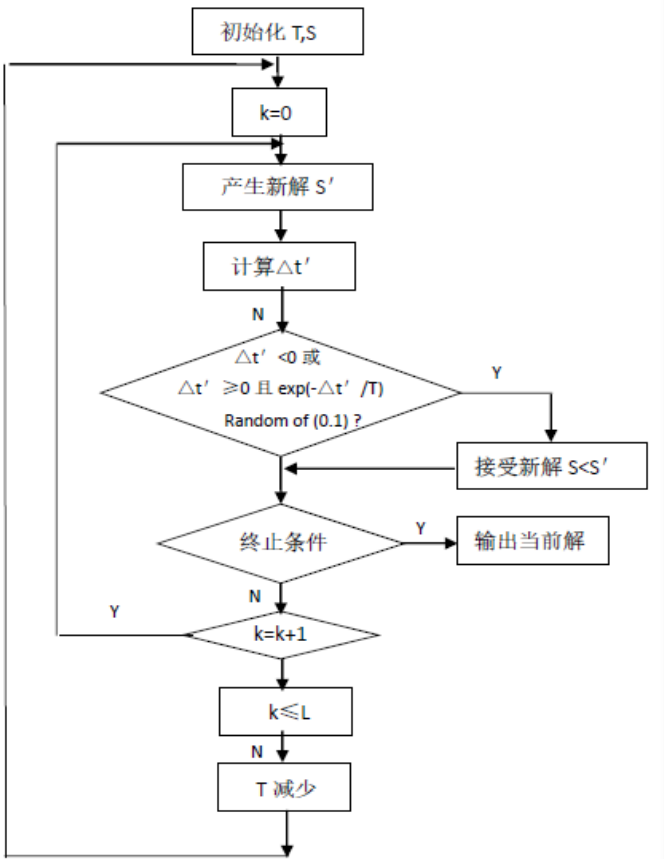 初始化 T,S
k=0
产生新解 S′
计算△t′
N
△t′ <0 或
△t′ ≥0 且 exp(-△t′ /T)
Random of (0.1) ?
Y
接受新解 S<S′
终止条件
Y
输出当前解
N
k=k+1
Y
k≤L
N
T 减少